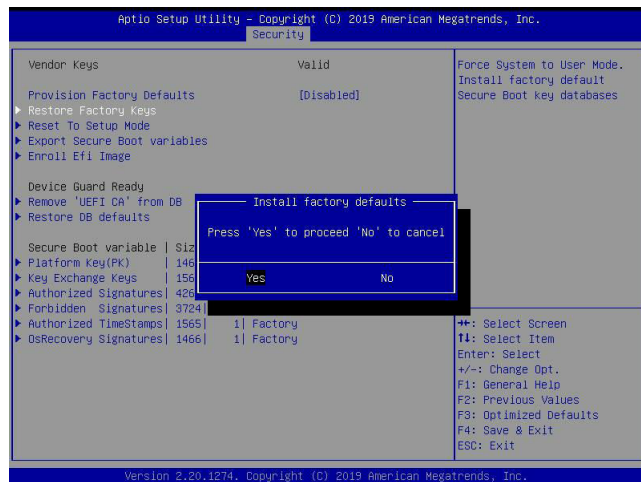 Aptio Setup Utility – Copyright (C) 2019 American Megatrends, Inc.
Security
Vendor Keys Valid
Provision Factory Defaults [Disabled]
Restore Factory Keys
Reset To Setup Mode
Export Secure Boot variables
Enroll Efi Image
Device Guard Ready
Remove 'UEFI CA' from DB
Restore DB defaults
Secure Boot variable | Siz
Platform Key(PK) | 146
Key Exchange Keys | 156
Authorized Signatures| 426
Forbidden Signatures| 3724|
Authorized TimeStamps| 1565| 1| Factory
OsRecovery Signatures| 1466| 1| Factory
Install factory defaults
Press 'Yes' to proceed 'No' to cancel
Yes No
Force System to User Mode.
Install factory default
Secure Boot key databases
↔: Select Screen
↑↓: Select Item
Enter: Select
+/-: Change Opt.
F1: General Help
F2: Previous Values
F3: Optimized Defaults
F4: Save & Exit
ESC: Exit
Version 2.20.1274. Copyright (C) 2019 American Megatrends, Inc.